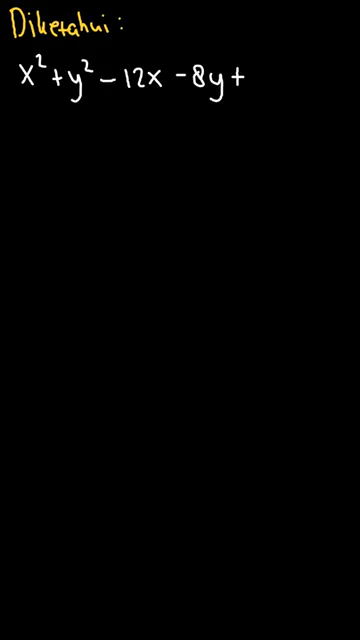 Diketahui :
x² + y² - 12x - 8y +